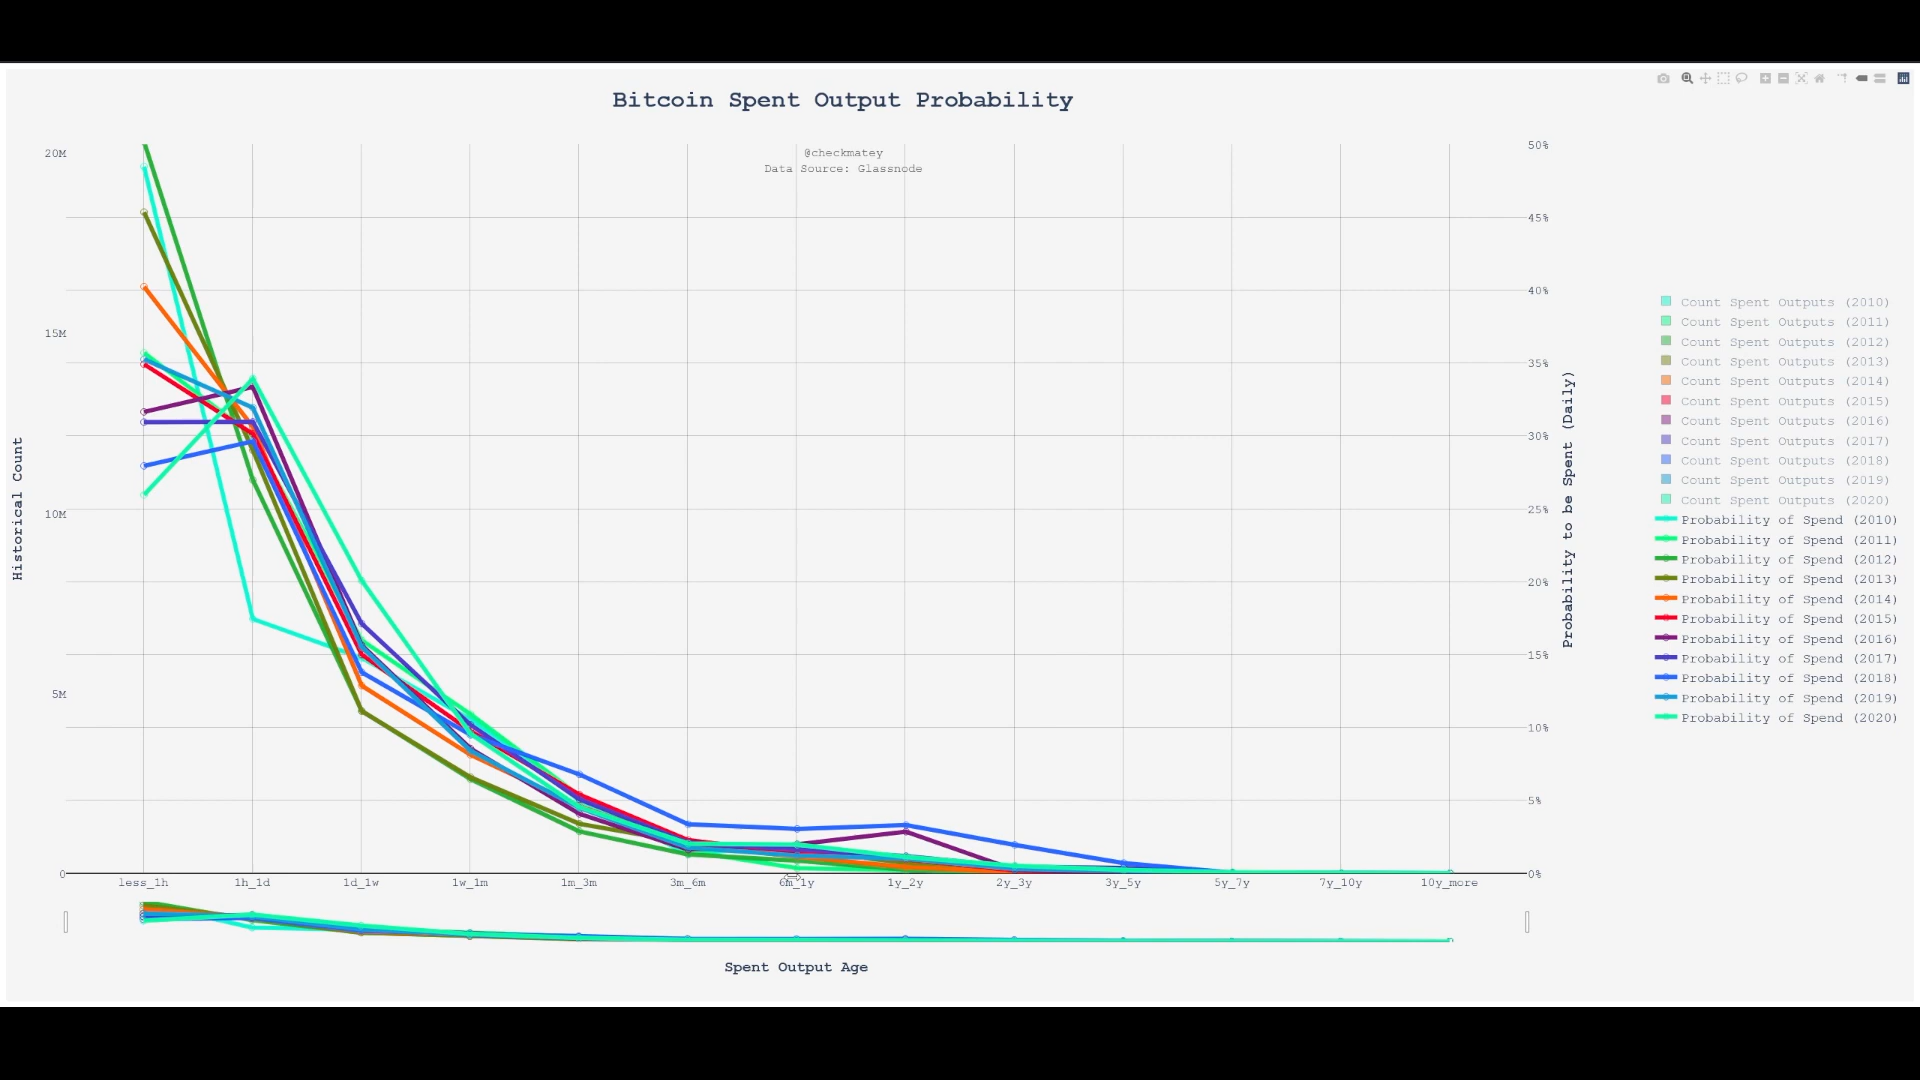 Bitcoin Spent Output Probability
@checkmatey
Data Source: Glassnode
Historical Count
20M
15M
10M
5M
0
50%
45%
40%
35%
30%
25%
20%
15%
10%
5%
0%
Probability to be Spent (Daily)
less_1h
1h_1d
1d_1w
1w_1m
1m_3m
3m_6m
6m_1y
1y_2y
2y_3y
3y_5y
5y_7y
7y_10y
10y_more
Spent Output Age
Count Spent Outputs (2010)
Count Spent Outputs (2011)
Count Spent Outputs (2012)
Count Spent Outputs (2013)
Count Spent Outputs (2014)
Count Spent Outputs (2015)
Count Spent Outputs (2016)
Count Spent Outputs (2017)
Count Spent Outputs (2018)
Count Spent Outputs (2019)
Count Spent Outputs (2020)
Probability of Spend (2010)
Probability of Spend (2011)
Probability of Spend (2012)
Probability of Spend (2013)
Probability of Spend (2014)
Probability of Spend (2015)
Probability of Spend (2016)
Probability of Spend (2017)
Probability of Spend (2018)
Probability of Spend (2019)
Probability of Spend (2020)